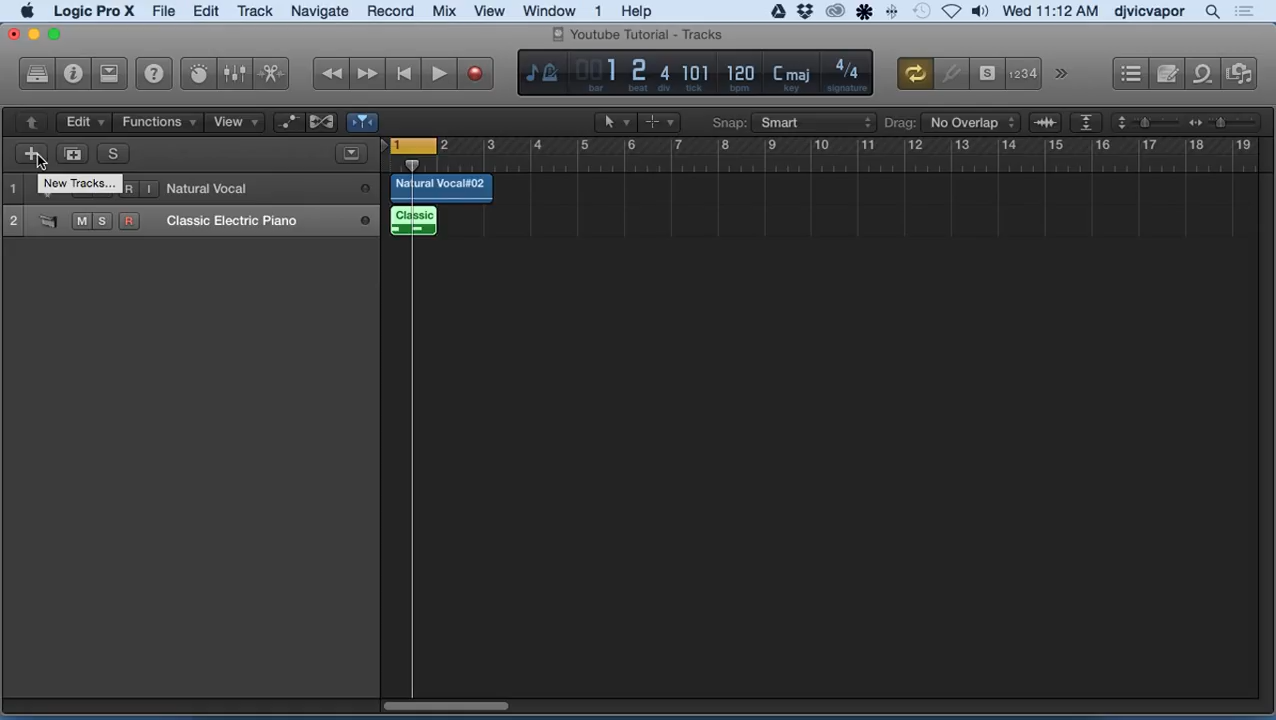 Logic Pro X File Edit Track Navigate Record Mix View Window 1 Help Wed 11:12 AM djvicvapor
Youtube Tutorial - Tracks
1 2 4 101 120 C maj 4/4
bar beat div tick bpm key signature
S 1234
Edit Functions View Snap: Smart Drag: No Overlap
S
1 2 3 4 5 6 7 8 9 10 11 12 13 14 15 16 17 18 19
New Tracks...
1 R I Natural Vocal Natural Vocal#02
2 M S R Classic Electric Piano Classic